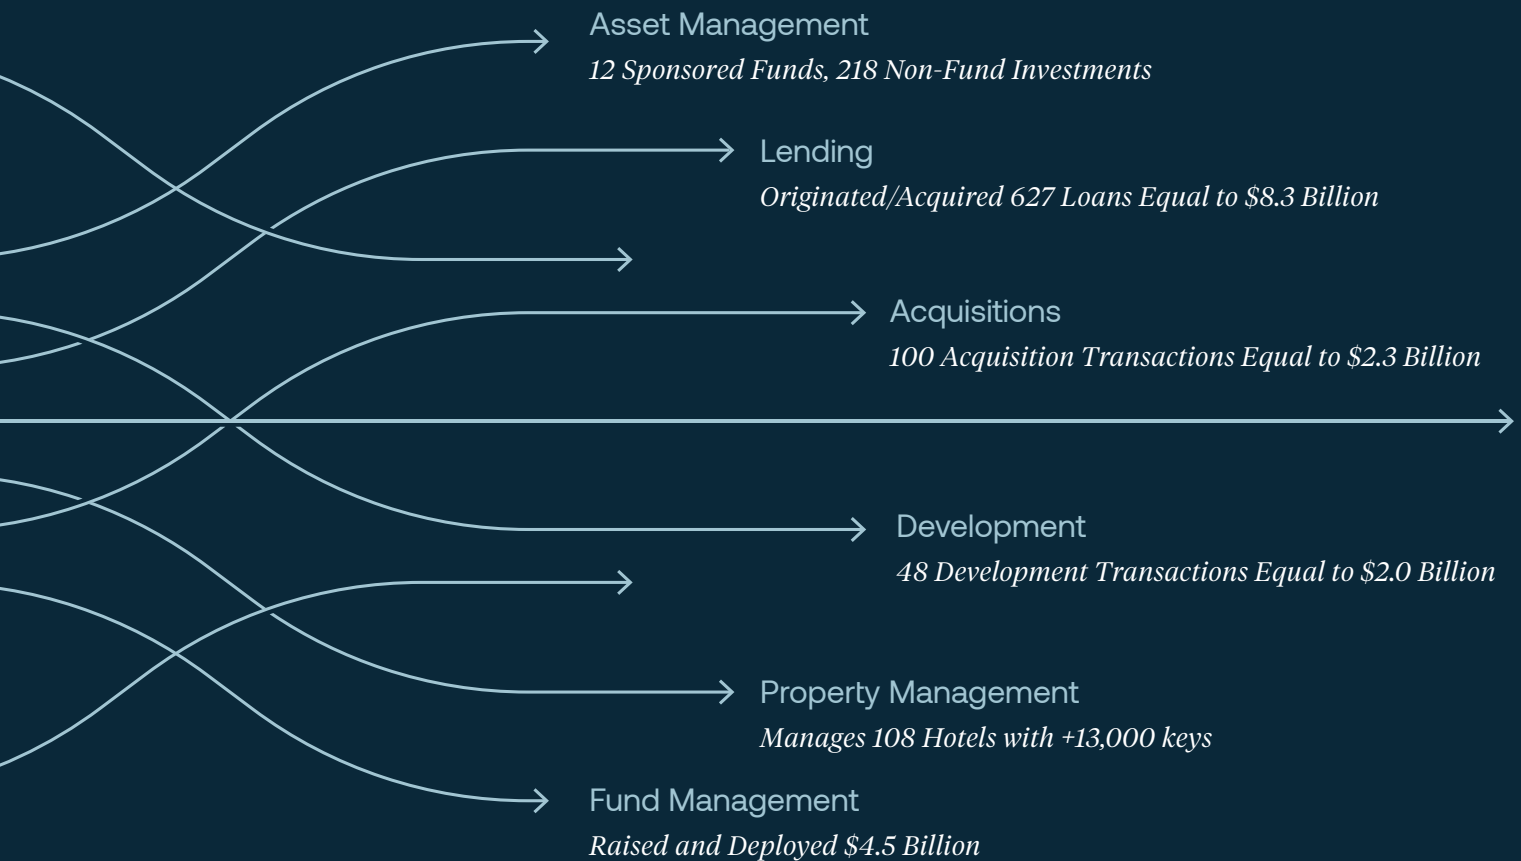 Asset Management
12 Sponsored Funds, 218 Non-Fund Investments
Lending
Originated/Acquired 627 Loans Equal to $8.3 Billion
Acquisitions
100 Acquisition Transactions Equal to $2.3 Billion
Development
48 Development Transactions Equal to $2.0 Billion
Property Management
Manages 108 Hotels with +13,000 keys
Fund Management
Raised and Deployed $4.5 Billion